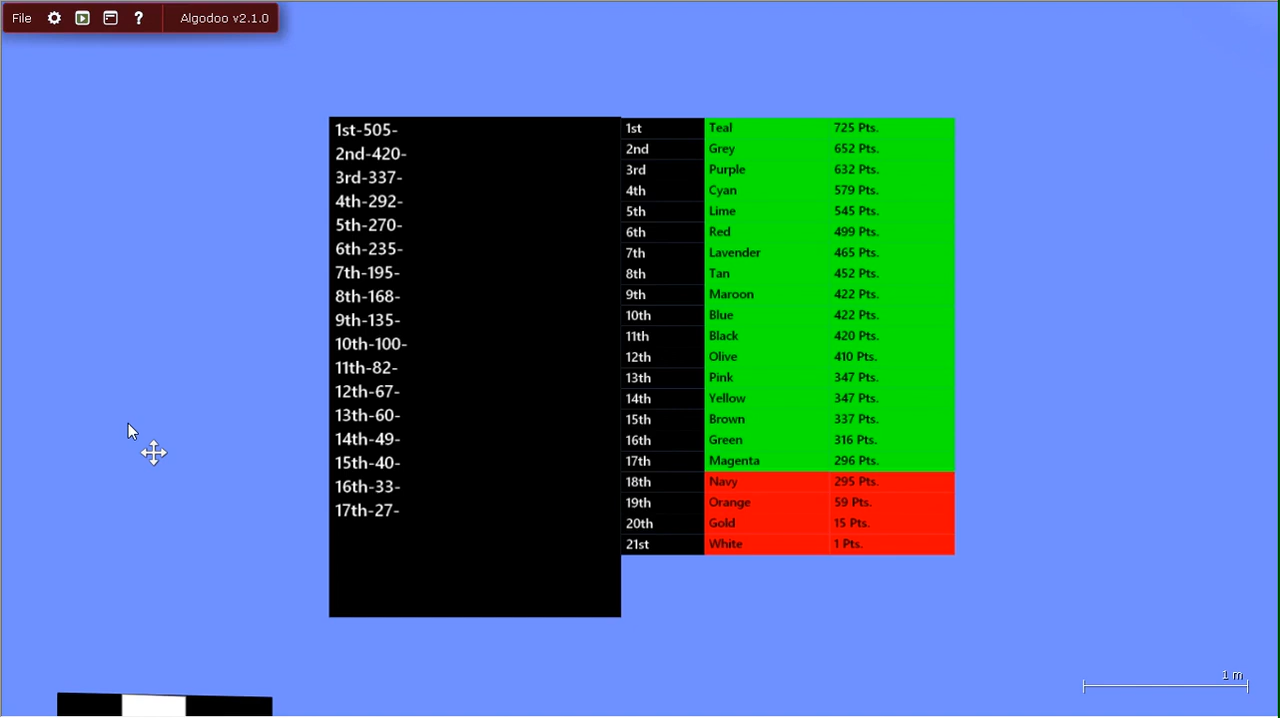 File ? Algodoo v2.1.0
1st-505-
2nd-420-
3rd-337-
4th-292-
5th-270-
6th-235-
7th-195-
8th-168-
9th-135-
10th-100-
11th-82-
12th-67-
13th-60-
14th-49-
15th-40-
16th-33-
17th-27-
1st Teal 725 Pts.
2nd Grey 652 Pts.
3rd Purple 632 Pts.
4th Cyan 579 Pts.
5th Lime 545 Pts.
6th Red 499 Pts.
7th Lavender 465 Pts.
8th Tan 452 Pts.
9th Maroon 422 Pts.
10th Blue 422 Pts.
11th Black 420 Pts.
12th Olive 410 Pts.
13th Pink 347 Pts.
14th Yellow 347 Pts.
15th Brown 337 Pts.
16th Green 316 Pts.
17th Magenta 296 Pts.
18th Navy 295 Pts.
19th Orange 59 Pts.
20th Gold 15 Pts.
21st White 1 Pts.
1 m